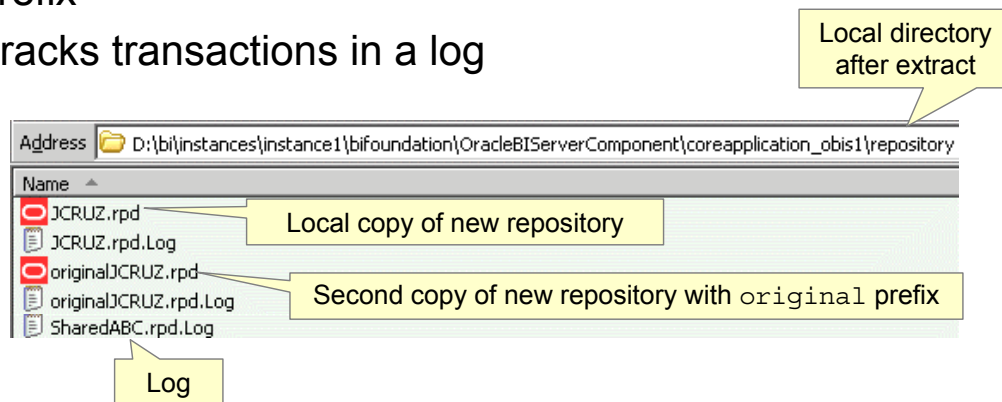 refix
racks transactions in a log
Local directory
after extract
Address D:\bi\instances\instance1\bifoundation\OracleBIServerComponent\coreapplication_obis1\repository
Name
JCRUZ.rpd
Local copy of new repository
JCRUZ.rpd.Log
originalJCRUZ.rpd
Second copy of new repository with original prefix
originalJCRUZ.rpd.Log
SharedABC.rpd.Log
Log